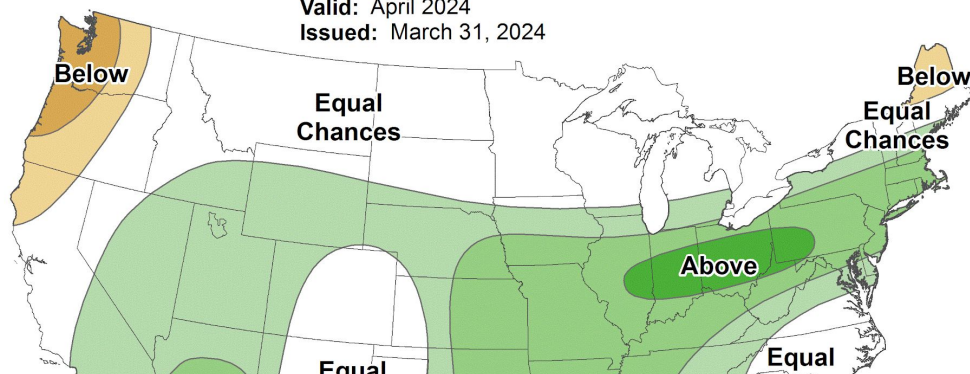 Valid: April 2024
Issued: March 31, 2024
Below
Below
Equal
Chances
Equal
Chances
Above
Equal
Equal